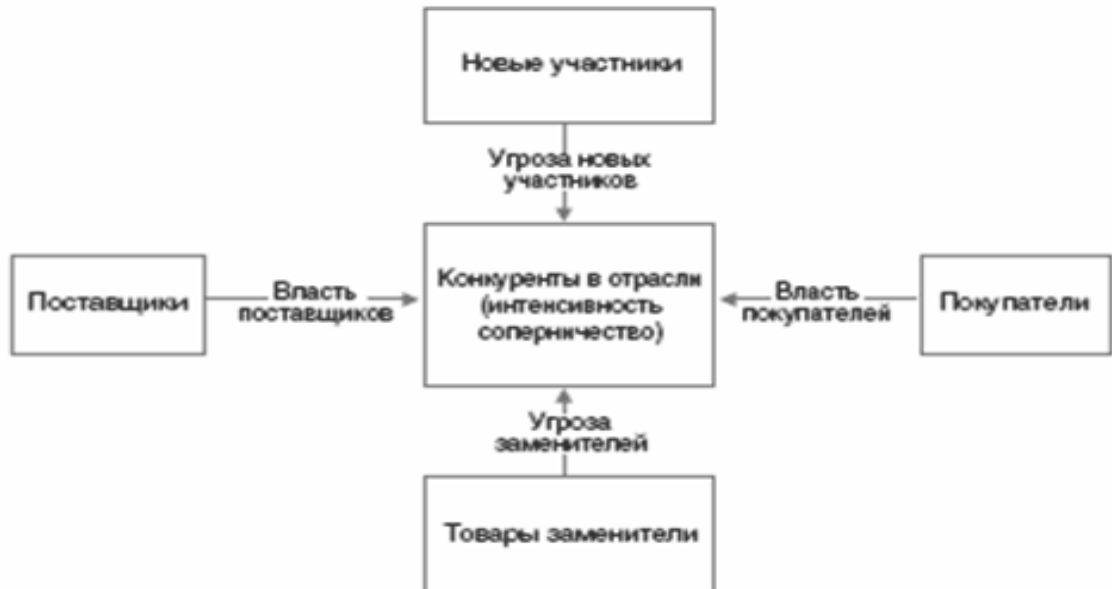 Новые участники
Угроза новых
участников
Поставщики
Власть
поставщиков
Конкуренты в отрасли
(интенсивность
соперничество)
Власть
покупателей
Покупатели
Угроза
заменителей
Товары заменители